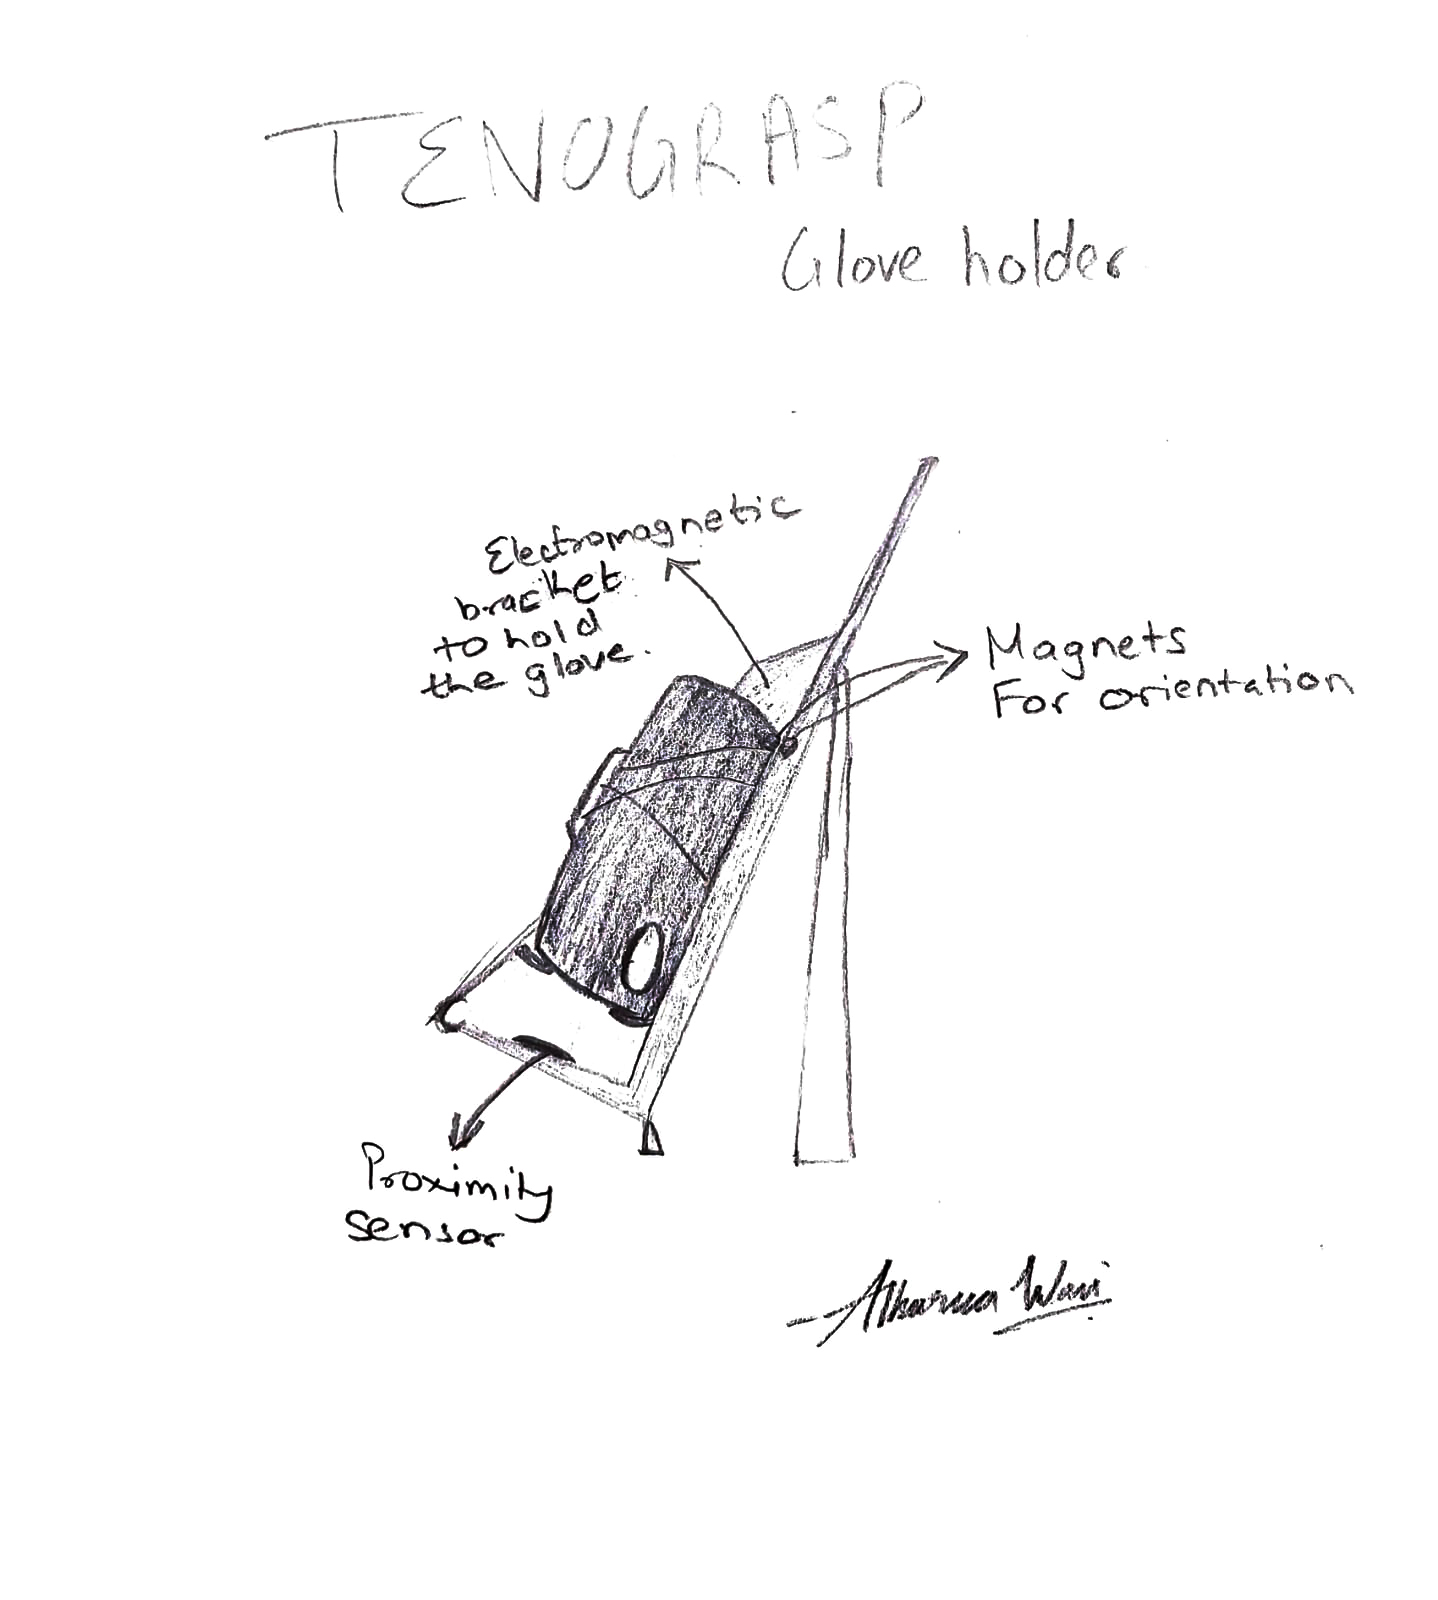 TENOGRASP
Glove holder
Electromagnetic
bracket
to hold
the glove.
Magnets
For orientation
Proximity
sensor
- Atharva Wani